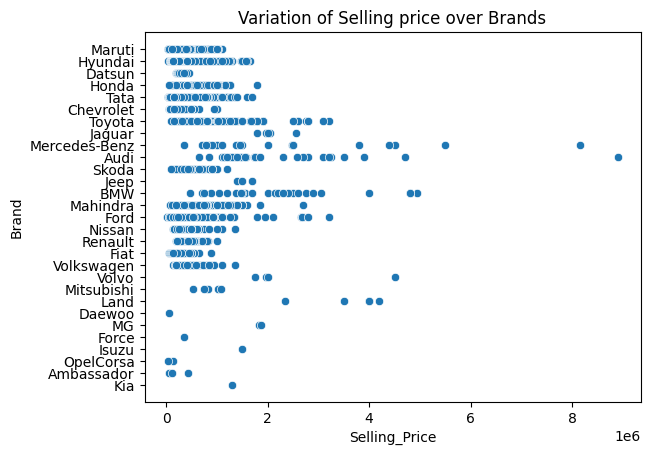 Variation of Selling price over Brands
Maruti
Hyundai
Datsun
Honda
Tata
Chevrolet
Toyota
Jaguar
Mercedes-Benz
Audi
Skoda
Jeep
BMW
Mahindra
Ford
Nissan
Renault
Fiat
Volkswagen
Volvo
Mitsubishi
Land
Daewoo
MG
Force
Isuzu
OpelCorsa
Ambassador
Kia
Brand
0 2 4 6 8
1e6
Selling_Price